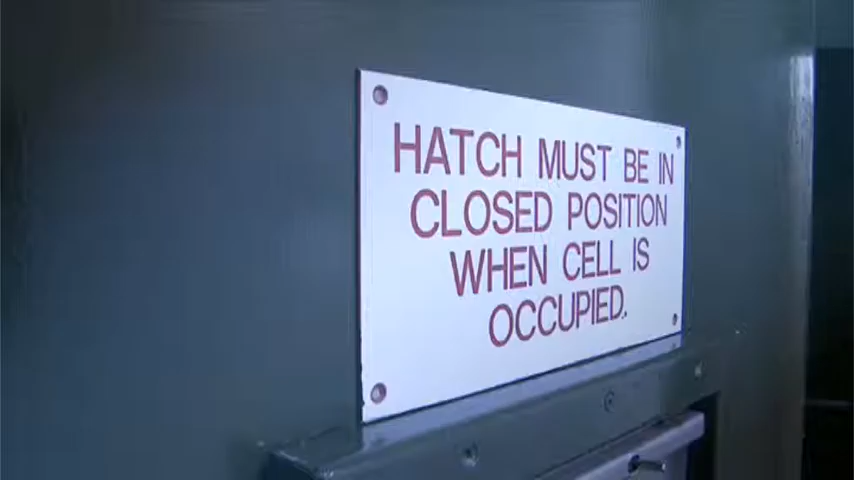 HATCH MUST BE IN
CLOSED POSITION
WHEN CELL IS
OCCUPIED.